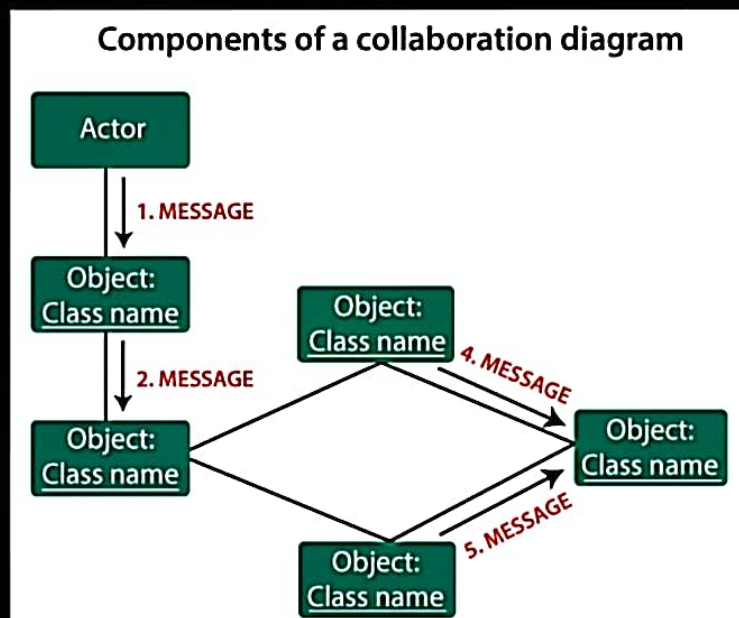 Components of a collaboration diagram
Actor
1. MESSAGE
Object:
Class name
2. MESSAGE
Object:
Class name
Object:
Class name
4. MESSAGE
Object:
Class name
5. MESSAGE
Object:
Class name